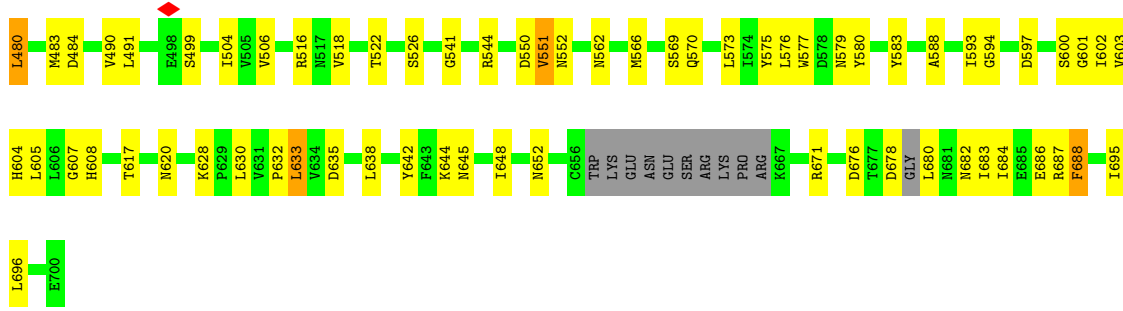 L480 M483 D484 V490 L491 E498 S499 I504 V505 V506 R516 N517 V518 T522 S526 G541 R544 D550 V551 N552 N562 M566 S569 Q570 L573 I574 Y575 L576 W577 D578 N579 Y580 Y583 A588 I593 G594 D597 S600 G601 I602 V603
H604 L605 L606 G607 H608 T617 N620 K628 P629 L630 V631 P632 L633 V634 D635 L638 Y642 F643 K644 N645 I648 N652 C656 TRP LYS GLU ASN GLU SER ARG LYS PRO ARG K667 R671 D676 T677 D678 GLY L680 N681 N682 I683 I684 E685 E686 R687 F688 I695
L696 E700